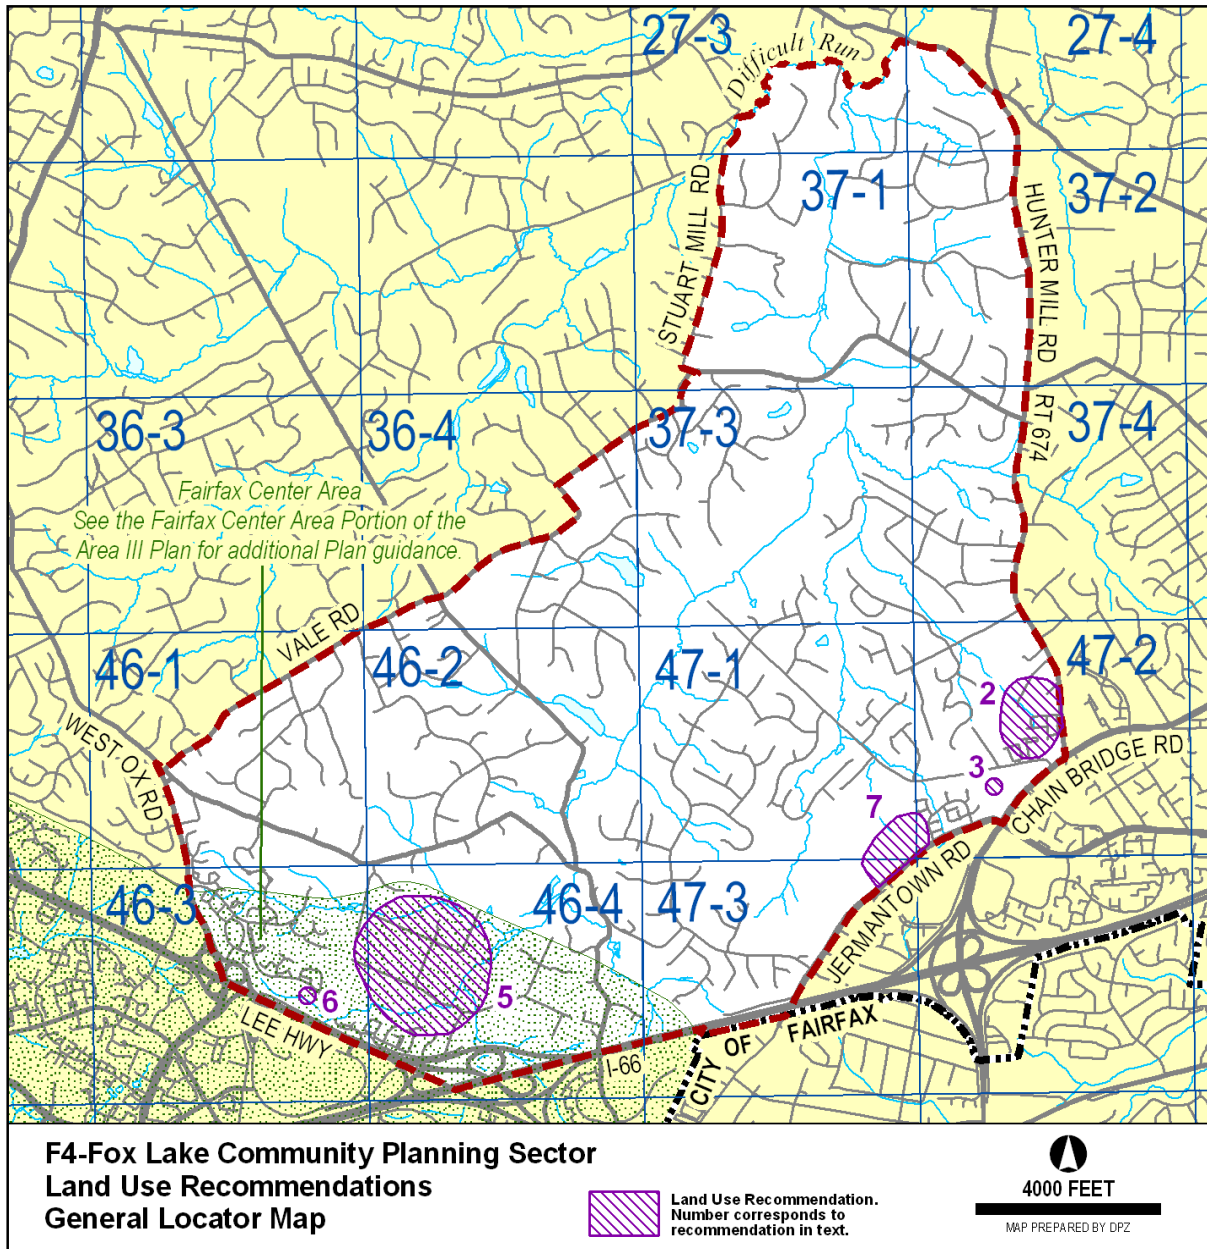 27-3
27-4
Difficult Run
37-1
37-2
STUART MILL RD
HUNTER MILL RD
RT 674
36-3
36-4
37-3
37-4
Fairfax Center Area
See the Fairfax Center Area Portion of the
Area III Plan for additional Plan guidance.
VALE RD
46-1
46-2
47-1
47-2
2
WEST OX RD
3
CHAIN BRIDGE RD
7
JERMANTOWN RD
46-3
46-4
47-3
6
5
LEE HWY
I-66
CITY OF FAIRFAX
F4-Fox Lake Community Planning Sector
Land Use Recommendations
General Locator Map
Land Use Recommendation.
Number corresponds to
recommendation in text.
4000 FEET
MAP PREPARED BY DPZ